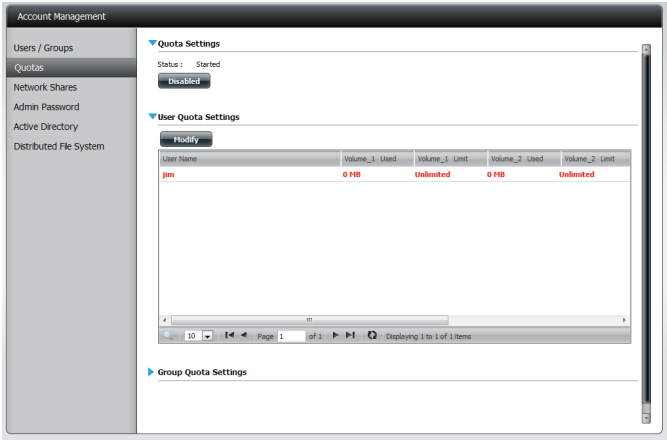 Account Management
Users / Groups
Quotas
Network Shares
Admin Password
Active Directory
Distributed File System
Quota Settings
Status : Started
Disabled
User Quota Settings
Modify
User Name Volume_1 Used Volume_1 Limit Volume_2 Used Volume_2 Limit
jim 0 MB Unlimited 0 MB Unlimited
10 Page 1 of 1 Displaying 1 to 1 of 1 items
Group Quota Settings